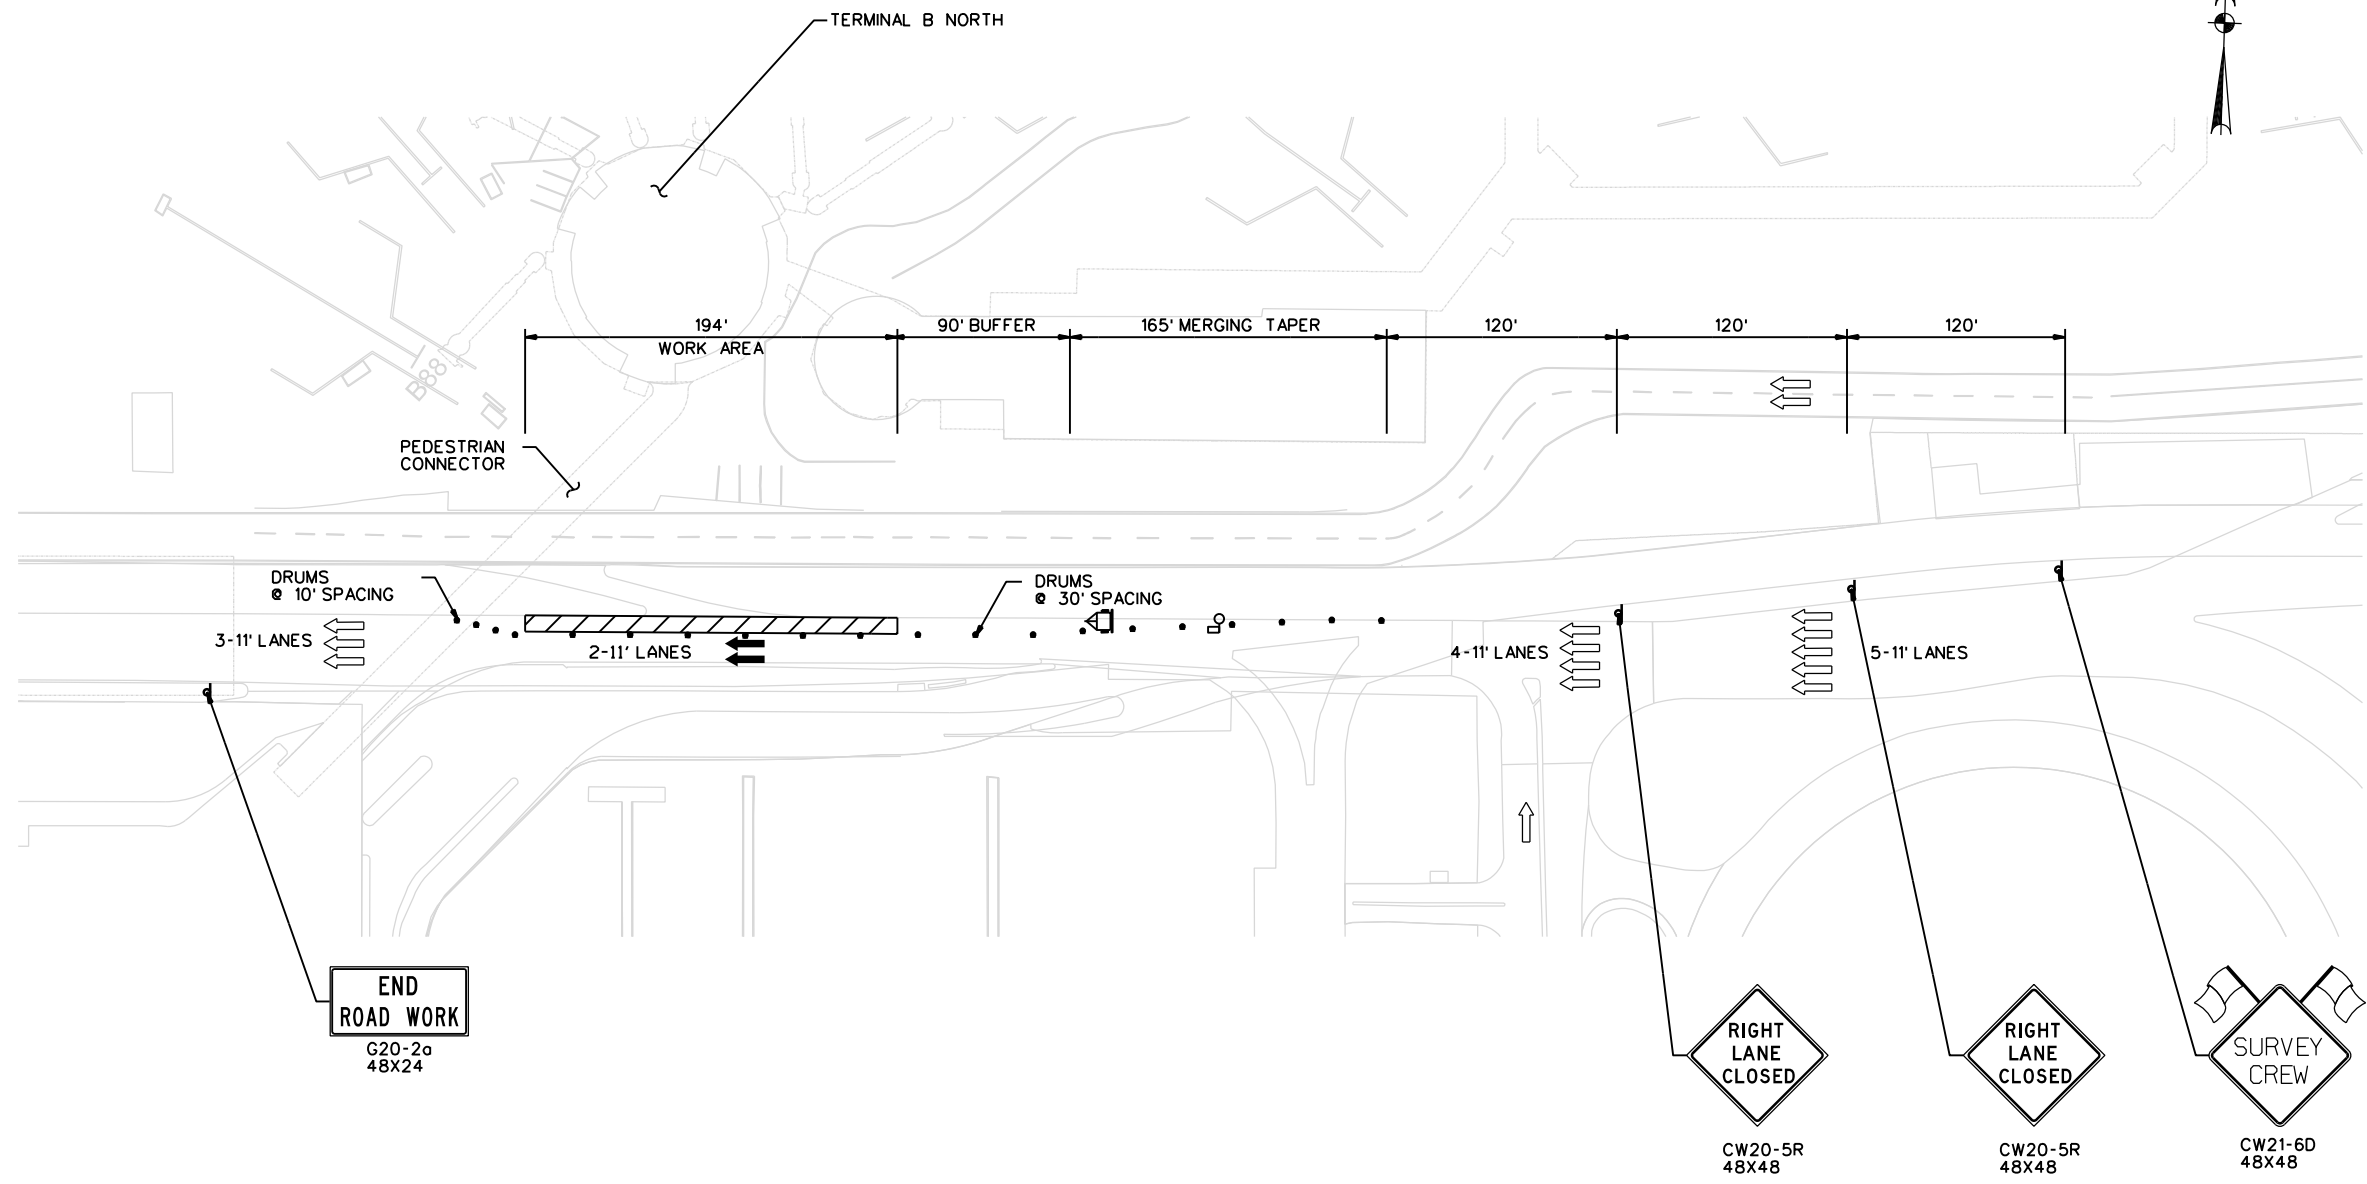 TERMINAL B NORTH
194'
WORK AREA
90' BUFFER
165' MERGING TAPER
120'
120'
120'
B88
PEDESTRIAN
CONNECTOR
DRUMS
@ 10' SPACING
DRUMS
@ 30' SPACING
3-11' LANES
2-11' LANES
4-11' LANES
5-11' LANES
END
ROAD WORK
G20-2a
48X24
RIGHT
LANE
CLOSED
CW20-5R
48X48
RIGHT
LANE
CLOSED
CW20-5R
48X48
SURVEY
CREW
CW21-6D
48X48